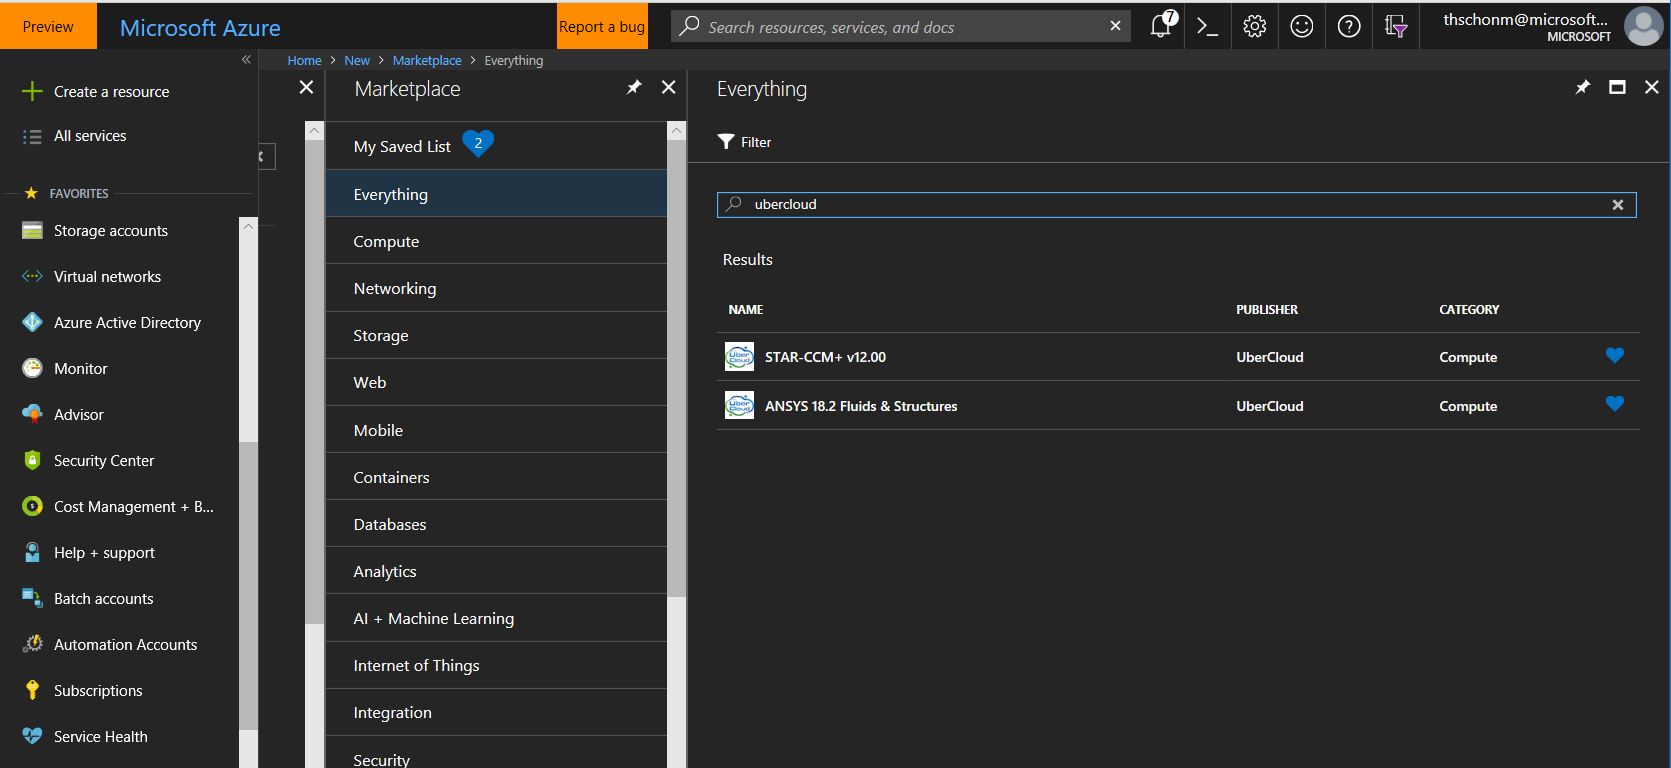 Preview
Microsoft Azure
Report a bug
Search resources, services, and docs
7
thschonm@microsoft...
MICROSOFT
Home > New > Marketplace > Everything
Create a resource
All services
FAVORITES
Storage accounts
Virtual networks
Azure Active Directory
Monitor
Advisor
Security Center
Cost Management + B...
Help + support
Batch accounts
Automation Accounts
Subscriptions
Service Health
Marketplace
My Saved List 2
Everything
Compute
Networking
Storage
Web
Mobile
Containers
Databases
Analytics
AI + Machine Learning
Internet of Things
Integration
Security
Everything
Filter
ubercloud
Results
NAME PUBLISHER CATEGORY
Uber Cloud STAR-CCM+ v12.00 UberCloud Compute
Uber Cloud ANSYS 18.2 Fluids & Structures UberCloud Compute